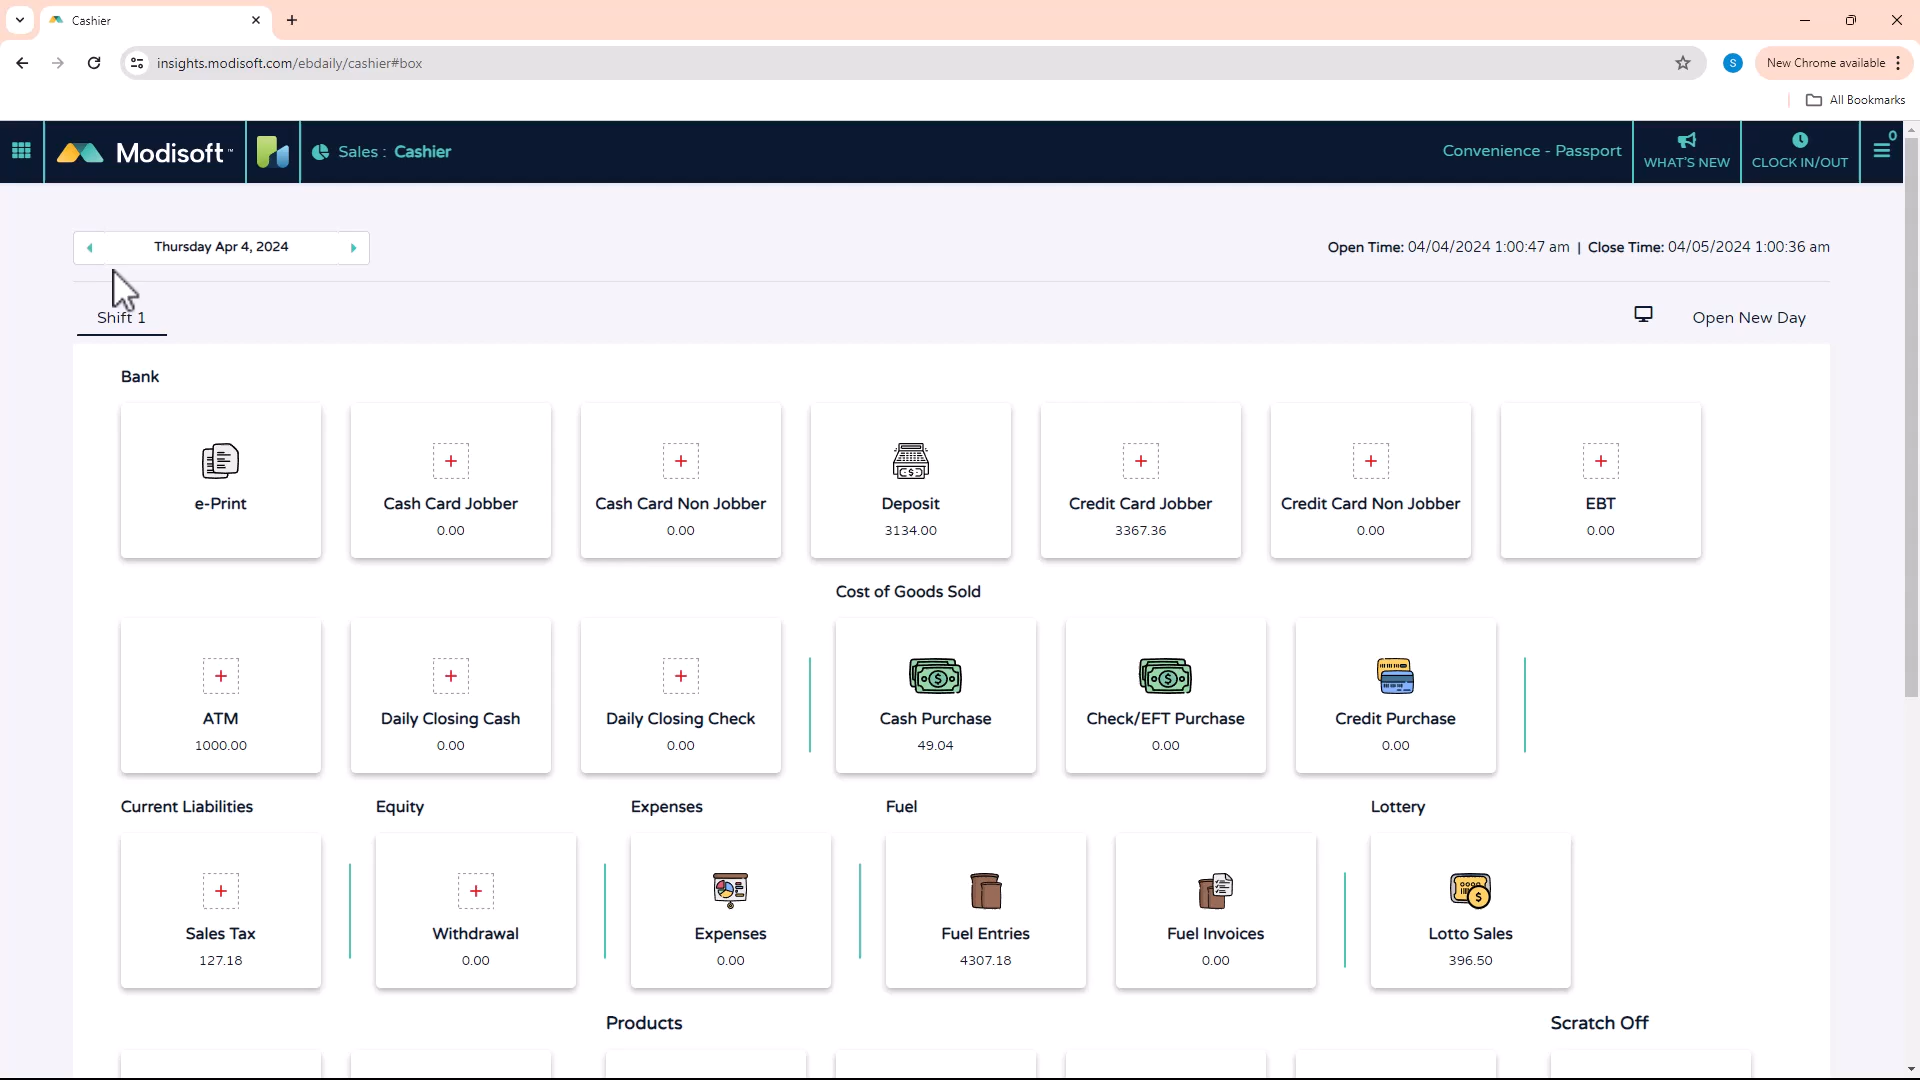 Cashier
insights.modisoft.com/ebdaily/cashier#box
S
New Chrome available
All Bookmarks
Modisoft™
Sales : Cashier
Convenience - Passport
WHAT'S NEW
CLOCK IN/OUT
0
Thursday Apr 4, 2024
Open Time: 04/04/2024 1:00:47 am | Close Time: 04/05/2024 1:00:36 am
Shift 1
Open New Day
Bank
e-Print
Cash Card Jobber
0.00
Cash Card Non Jobber
0.00
Deposit
3134.00
Credit Card Jobber
3367.36
Credit Card Non Jobber
0.00
EBT
0.00
Cost of Goods Sold
ATM
1000.00
Daily Closing Cash
0.00
Daily Closing Check
0.00
Cash Purchase
49.04
Check/EFT Purchase
0.00
Credit Purchase
0.00
Current Liabilities
Equity
Expenses
Fuel
Lottery
Sales Tax
127.18
Withdrawal
0.00
Expenses
0.00
Fuel Entries
4307.18
Fuel Invoices
0.00
Lotto Sales
396.50
Products
Scratch Off